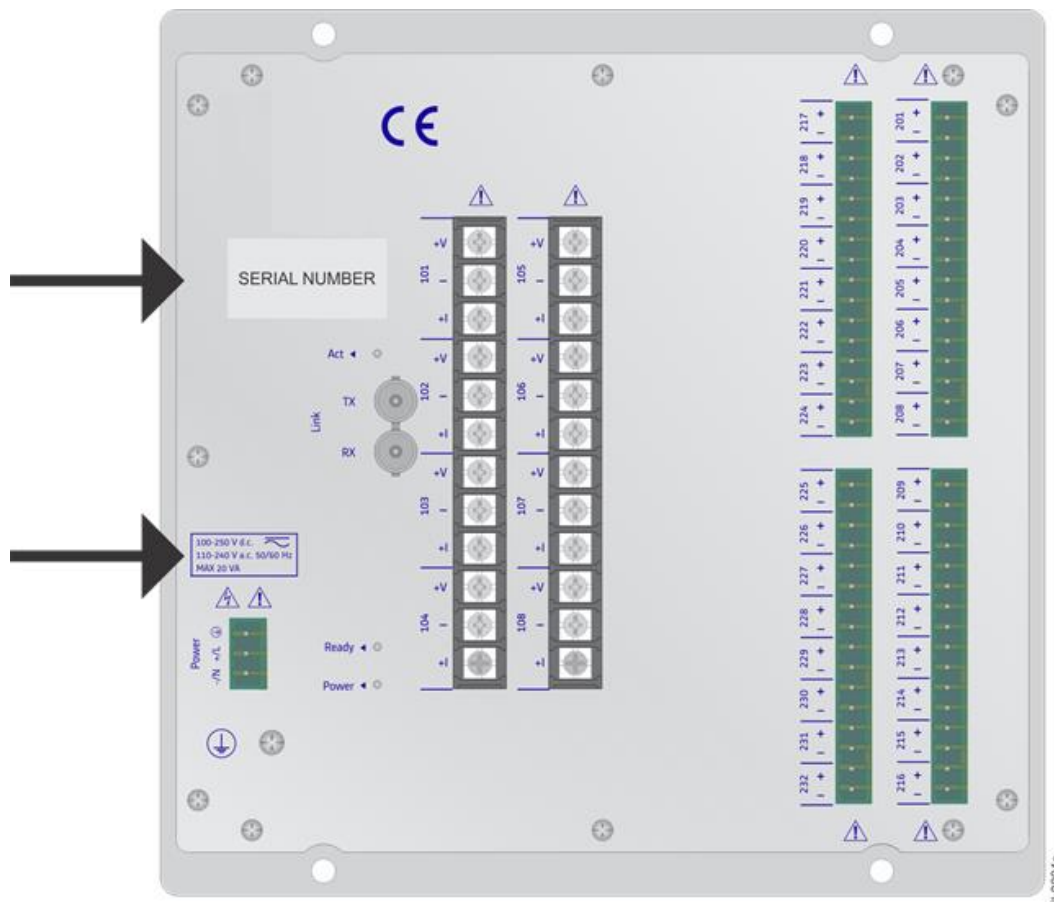 CE
SERIAL NUMBER
Act
Link
TX
RX
100-250 V d.c.
110-240 V a.c. 50/60 Hz
MAX 20 VA
Power
-/N +/L
Ready
Power
101 +V - +I
102 +V - +I
103 +V - +I
104 +V - +I
105 +V - +I
106 +V - +I
107 +V - +I
108 +V - +I
217 + -
218 + -
219 + -
220 + -
221 + -
222 + -
223 + -
224 + -
201 + -
202 + -
203 + -
204 + -
205 + -
206 + -
207 + -
208 + -
225 + -
226 + -
227 + -
228 + -
229 + -
230 + -
231 + -
232 + -
209 + -
210 + -
211 + -
212 + -
213 + -
214 + -
215 + -
216 + -